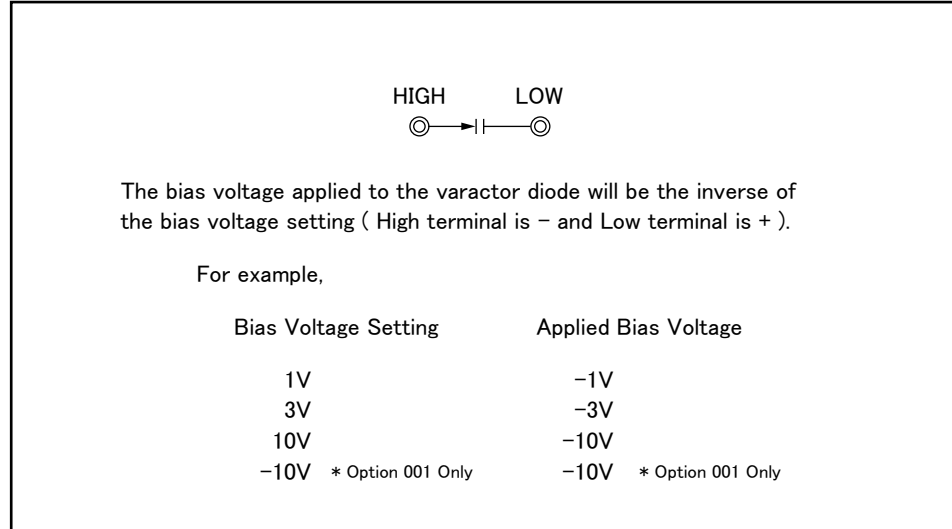 HIGH LOW
The bias voltage applied to the varactor diode will be the inverse of
the bias voltage setting ( High terminal is - and Low terminal is + ).
For example,
Bias Voltage Setting Applied Bias Voltage
1V -1V
3V -3V
10V -10V
-10V * Option 001 Only -10V * Option 001 Only